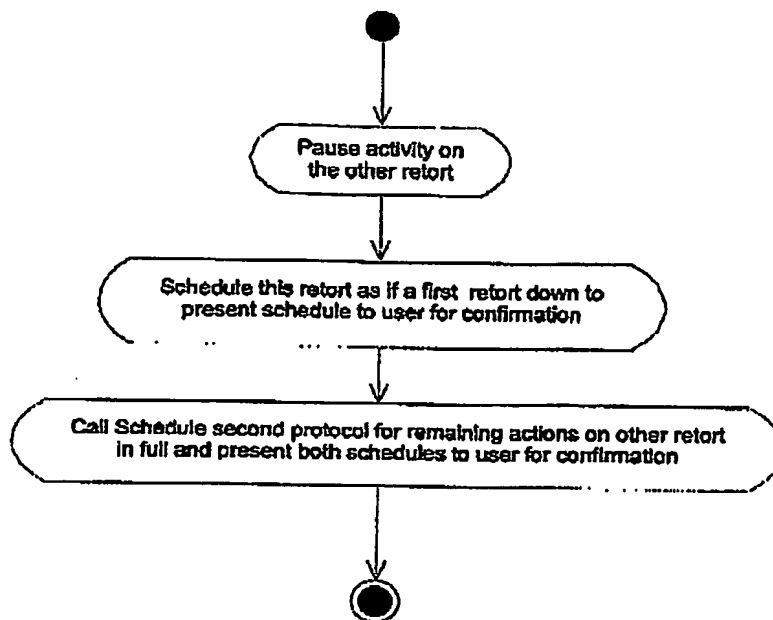 Pause activity on
the other retort
Schedule this retort as if a first retort down to
present schedule to user for confirmation
Call Schedule second protocol for remaining actions on other retort
in full and present both schedules to user for confirmation